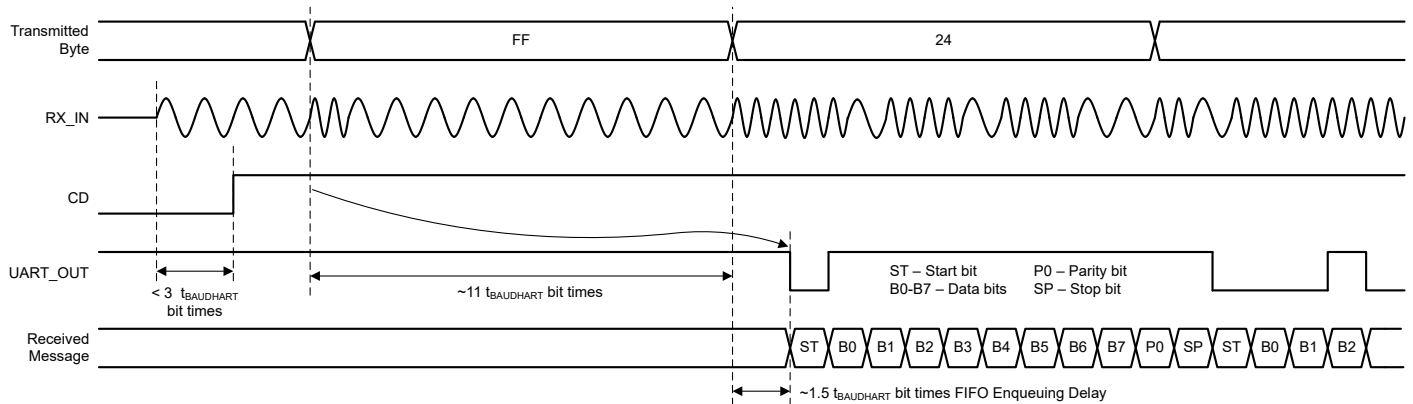 Transmitted
Byte
FF
24
RX_IN
CD
UART_OUT
ST – Start bit
P0 – Parity bit
B0-B7 – Data bits
SP – Stop bit
< 3 tBAUDHART
bit times
~11 tBAUDHART bit times
Received
Message
ST B0 B1 B2 B3 B4 B5 B6 B7 P0 SP ST B0 B1 B2
~1.5 tBAUDHART bit times FIFO Enqueuing Delay